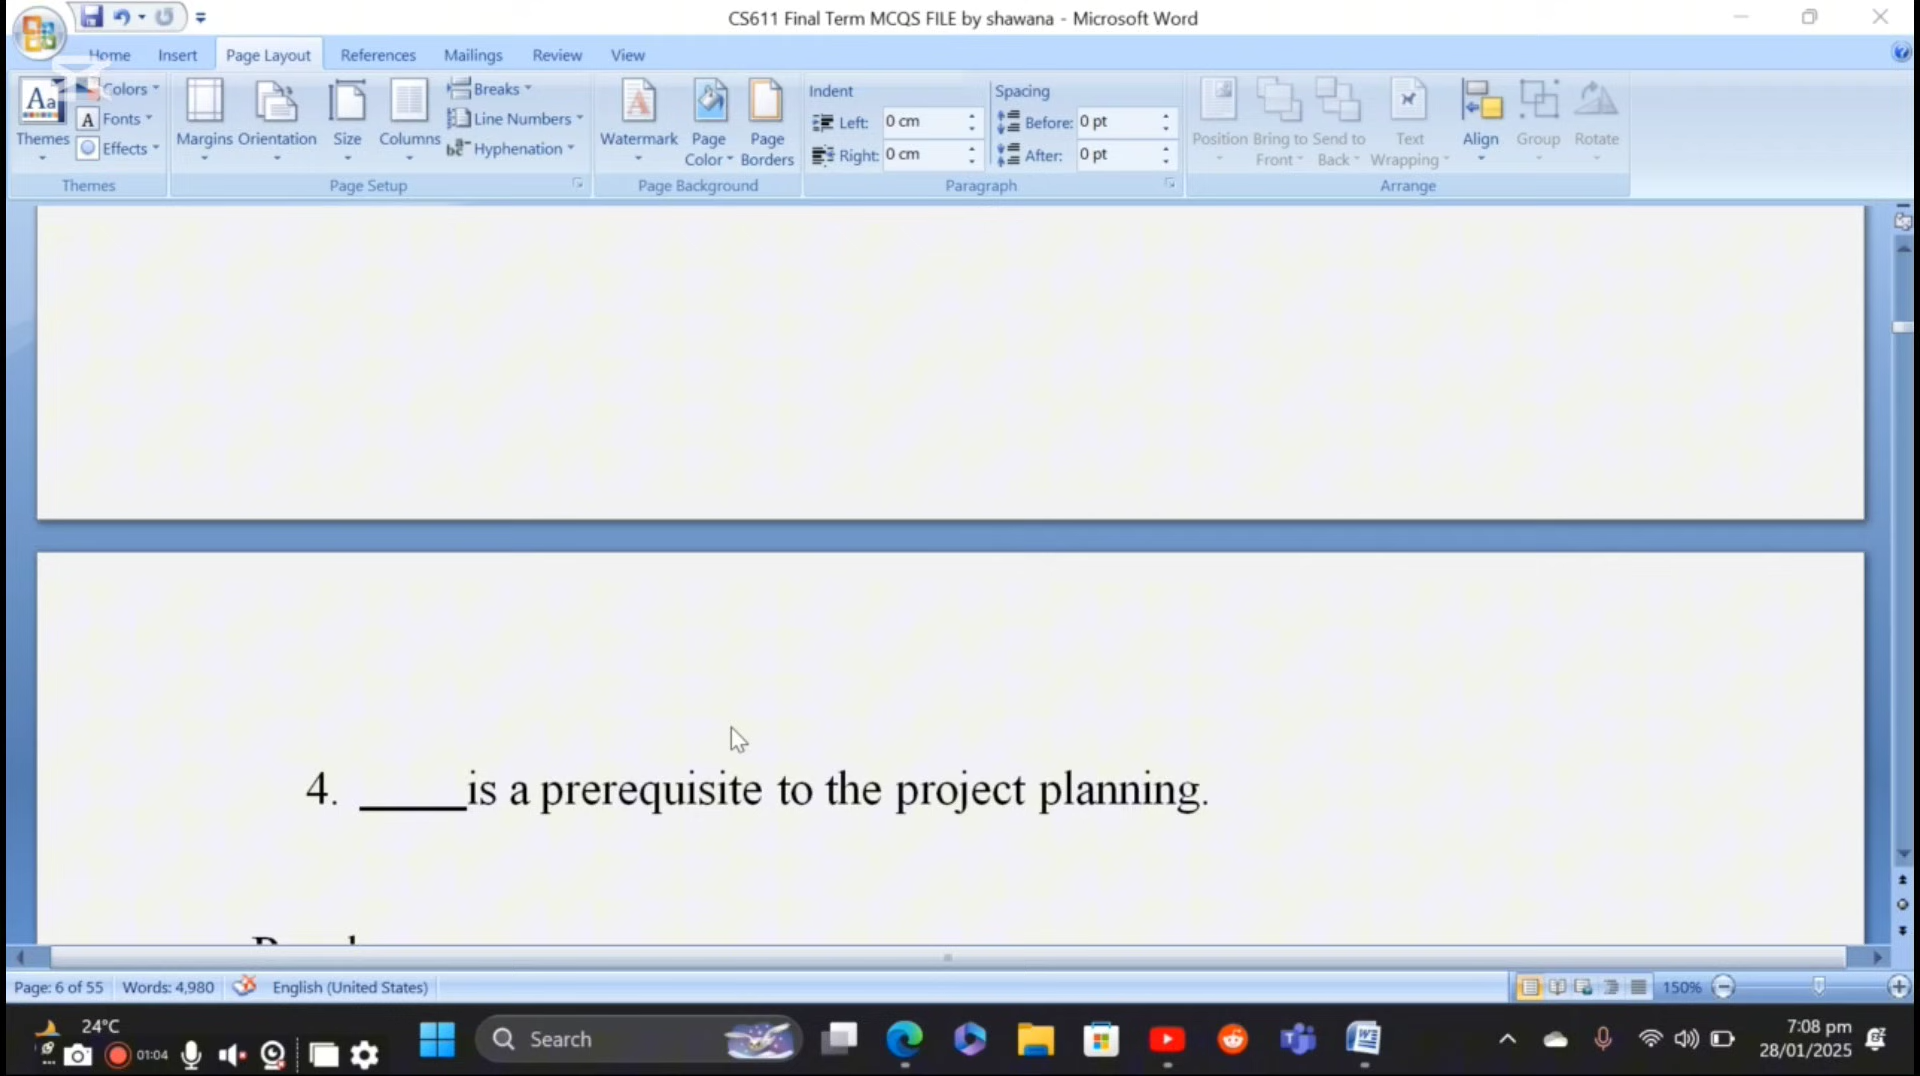 CS611 Final Term MCQS FILE by shawana - Microsoft Word
Home Insert Page Layout References Mailings Review View
Aa Themes
Colors
A Fonts
Effects
Themes
Margins Orientation Size Columns
Breaks
Line Numbers
Hyphenation
Page Setup
Watermark Page Color Page Borders
Page Background
Indent
Left: 0 cm
Right: 0 cm
Spacing
Before: 0 pt
After: 0 pt
Paragraph
Position Bring to Front Send to Back Text Wrapping Align Group Rotate
Arrange
4. _____is a prerequisite to the project planning.
Page: 6 of 55 Words: 4,980 English (United States) 150%
24°C
01:04
Search
7:08 pm
28/01/2025